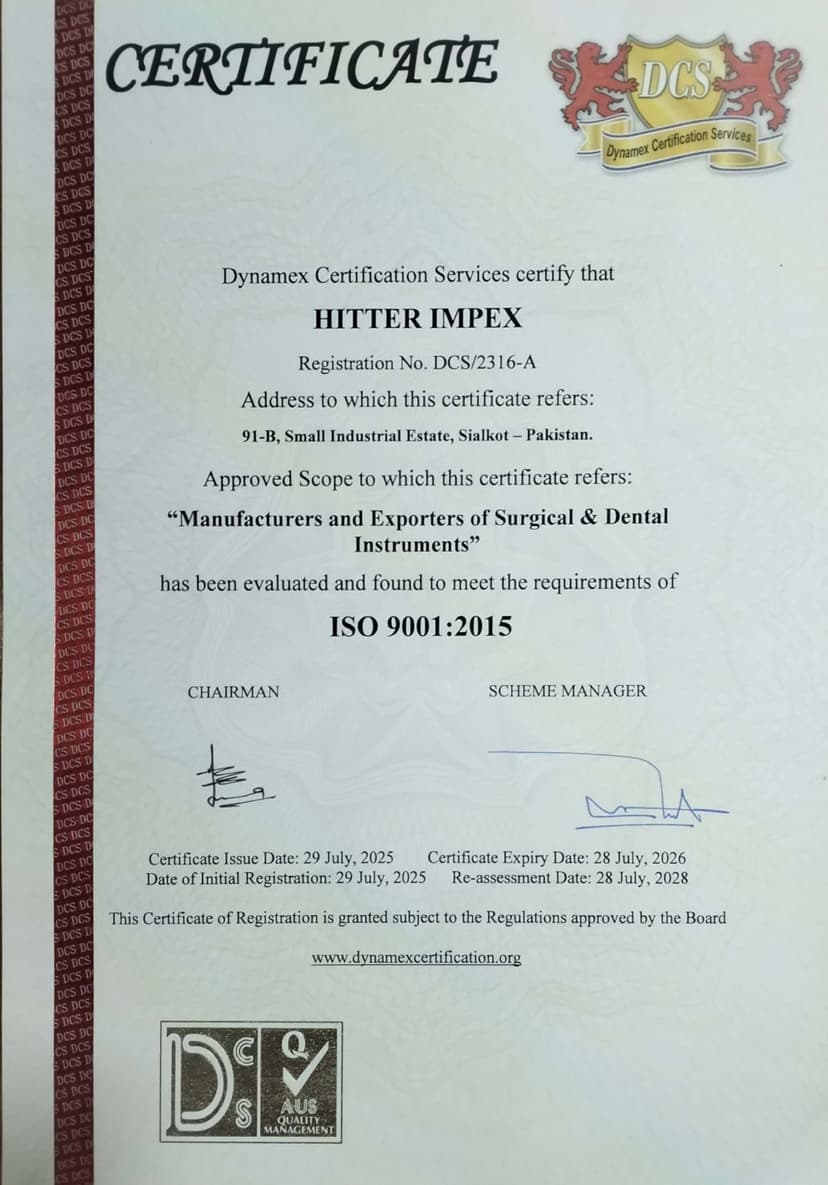 CERTIFICATE
DCS
Dynamex Certification Services
Dynamex Certification Services certify that
HITTER IMPEX
Registration No. DCS/2316-A
Address to which this certificate refers:
91-B, Small Industrial Estate, Sialkot – Pakistan.
Approved Scope to which this certificate refers:
“Manufacturers and Exporters of Surgical & Dental
Instruments”
has been evaluated and found to meet the requirements of
ISO 9001:2015
CHAIRMAN SCHEME MANAGER
Certificate Issue Date: 29 July, 2025 Certificate Expiry Date: 28 July, 2026
Date of Initial Registration: 29 July, 2025 Re-assessment Date: 28 July, 2028
This Certificate of Registration is granted subject to the Regulations approved by the Board
www.dynamexcertification.org
DCS
Q
AUS
QUALITY
MANAGEMENT